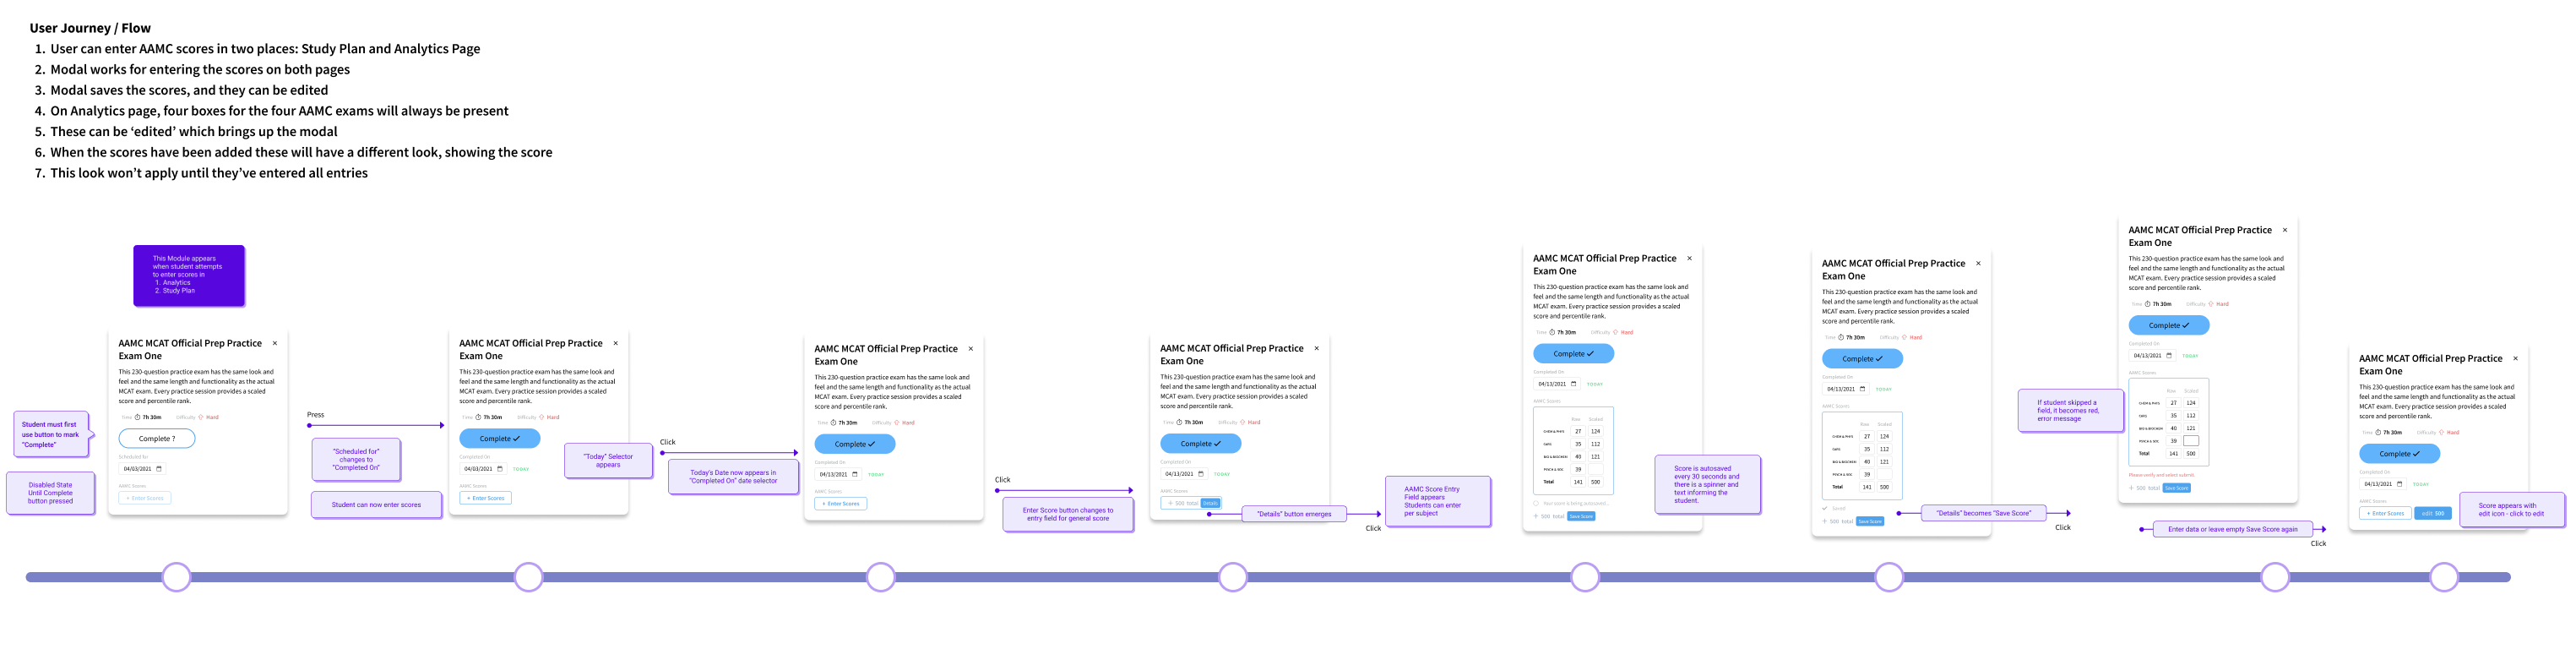 User Journey / Flow
1. User can enter AAMC scores in two places: Study Plan and Analytics Page
2. Modal works for entering the scores on both pages
3. Modal saves the scores, and they can be edited
4. On Analytics page, four boxes for the four AAMC exams will always be present
5. These can be ‘edited’ which brings up the modal
6. When the scores have been added these will have a different look, showing the score
7. This look won’t apply until they’ve entered all entries
This Module appears
when student attempts
to enter scores in
1. Analytics
2. Study Plan
Student must first
use button to mark
"Complete"
Disabled State
Until Complete
button pressed
AAMC MCAT Official Prep Practice
Exam One
×
This 230-question practice exam has the same look and
feel and the same length and functionality as the actual
MCAT exam. Every practice session provides a scaled
score and percentile rank.
Time 7h 30m Difficulty Hard
Complete ?
Scheduled for
04/03/2021
AAMC Scores
+ Enter Scores
Press
"Scheduled for"
changes to
"Completed On"
Student can now enter scores
AAMC MCAT Official Prep Practice
Exam One
×
This 230-question practice exam has the same look and
feel and the same length and functionality as the actual
MCAT exam. Every practice session provides a scaled
score and percentile rank.
Time 7h 30m Difficulty Hard
Complete ✓
Completed On
04/03/2021 TODAY
AAMC Scores
+ Enter Scores
"Today" Selector
appears
Click
Today's Date now appears in
"Completed On" date selector
AAMC MCAT Official Prep Practice
Exam One
×
This 230-question practice exam has the same look and
feel and the same length and functionality as the actual
MCAT exam. Every practice session provides a scaled
score and percentile rank.
Time 7h 30m Difficulty Hard
Complete ✓
Completed On
04/13/2021 TODAY
AAMC Scores
+ Enter Scores
Click
Enter Score button changes to
entry field for general score
AAMC MCAT Official Prep Practice
Exam One
×
This 230-question practice exam has the same look and
feel and the same length and functionality as the actual
MCAT exam. Every practice session provides a scaled
score and percentile rank.
Time 7h 30m Difficulty Hard
Complete ✓
Completed On
04/13/2021 TODAY
AAMC Scores
+ 500 total Details
"Details" button emerges
Click
AAMC Score Entry
Field appears
Students can enter
per subject
AAMC MCAT Official Prep Practice
Exam One
×
This 230-question practice exam has the same look and
feel and the same length and functionality as the actual
MCAT exam. Every practice session provides a scaled
score and percentile rank.
Time 7h 30m Difficulty Hard
Complete ✓
Completed On
04/13/2021 TODAY
AAMC Scores
Raw Scaled
CHEM & PHYS 27 124
CARS 35 112
BIO & BIOCHEM 40 121
PSYCH & SOC 39
Total 141 500
Your score is being autosaved...
+ 500 total Save Score
Score is autosaved
every 30 seconds and
there is a spinner and
text informing the
student.
AAMC MCAT Official Prep Practice
Exam One
×
This 230-question practice exam has the same look and
feel and the same length and functionality as the actual
MCAT exam. Every practice session provides a scaled
score and percentile rank.
Time 7h 30m Difficulty Hard
Complete ✓
Completed On
04/13/2021 TODAY
AAMC Scores
Raw Scaled
CHEM & PHYS 27 124
CARS 35 112
BIO & BIOCHEM 40 121
PSYCH & SOC 39
Total 141 500
✓ Saved
+ 500 total Save Score
"Details" becomes "Save Score"
Click
If student skipped a
field, it becomes red,
error message
AAMC MCAT Official Prep Practice
Exam One
×
This 230-question practice exam has the same look and
feel and the same length and functionality as the actual
MCAT exam. Every practice session provides a scaled
score and percentile rank.
Time 7h 30m Difficulty Hard
Complete ✓
Completed On
04/13/2021 TODAY
AAMC Scores
Raw Scaled
CHEM & PHYS 27 124
CARS 35 112
BIO & BIOCHEM 40 121
PSYCH & SOC 39
Total 141 500
Please verify and select submit.
+ 500 total Save Score
Enter data or leave empty Save Score again
Click
AAMC MCAT Official Prep Practice
Exam One
×
This 230-question practice exam has the same look and
feel and the same length and functionality as the actual
MCAT exam. Every practice session provides a scaled
score and percentile rank.
Time 7h 30m Difficulty Hard
Complete ✓
Completed On
04/13/2021 TODAY
AAMC Scores
+ Enter Scores edit 500
Score appears with
edit icon - click to edit